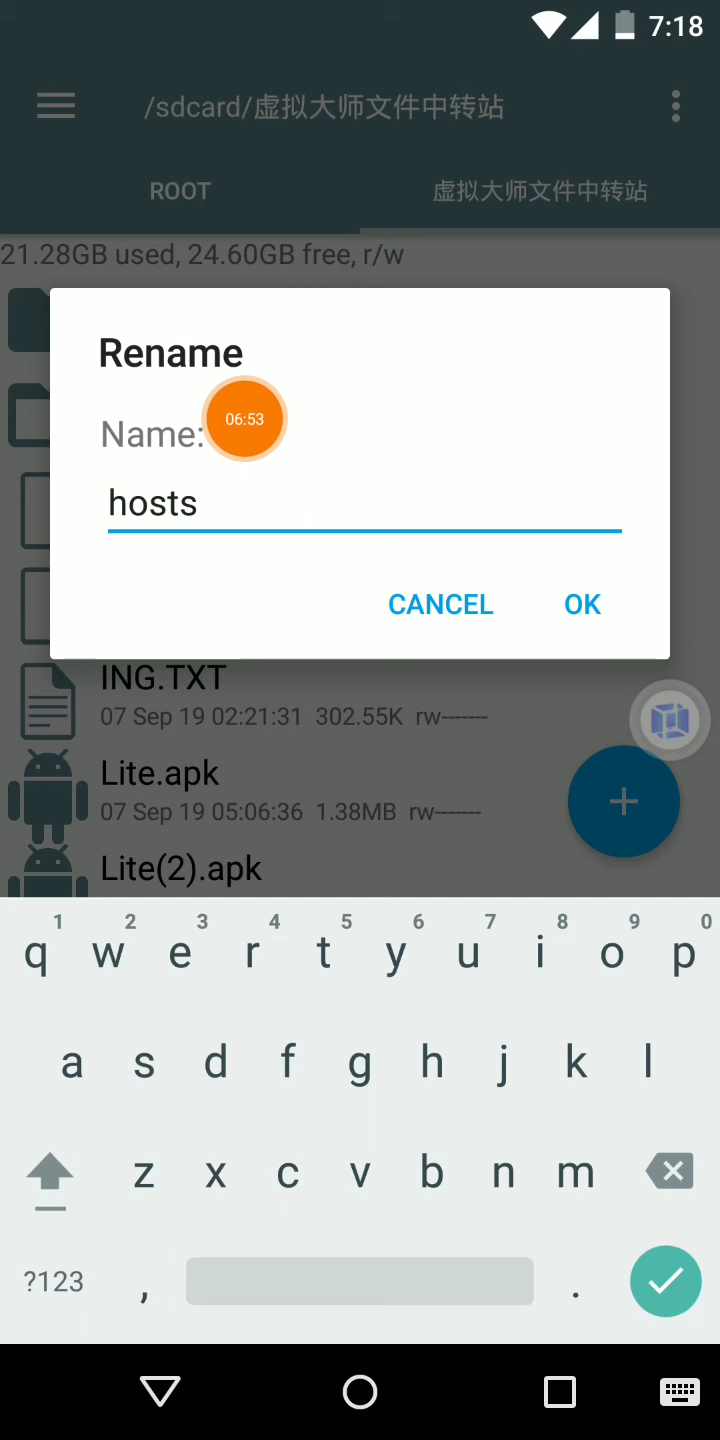 7:18
/sdcard/虚拟大师文件中转站
ROOT
虚拟大师文件中转站
21.28GB used, 24.60GB free, r/w
Rename
06:53
Name:
hosts
CANCEL OK
ING.TXT
07 Sep 19 02:21:31 302.55K rw-------
Lite.apk
07 Sep 19 05:06:36 1.38MB rw-------
Lite(2).apk
1 2 3 4 5 6 7 8 9 0
q w e r t y u i o p
a s d f g h j k l
z x c v b n m
?123 , .